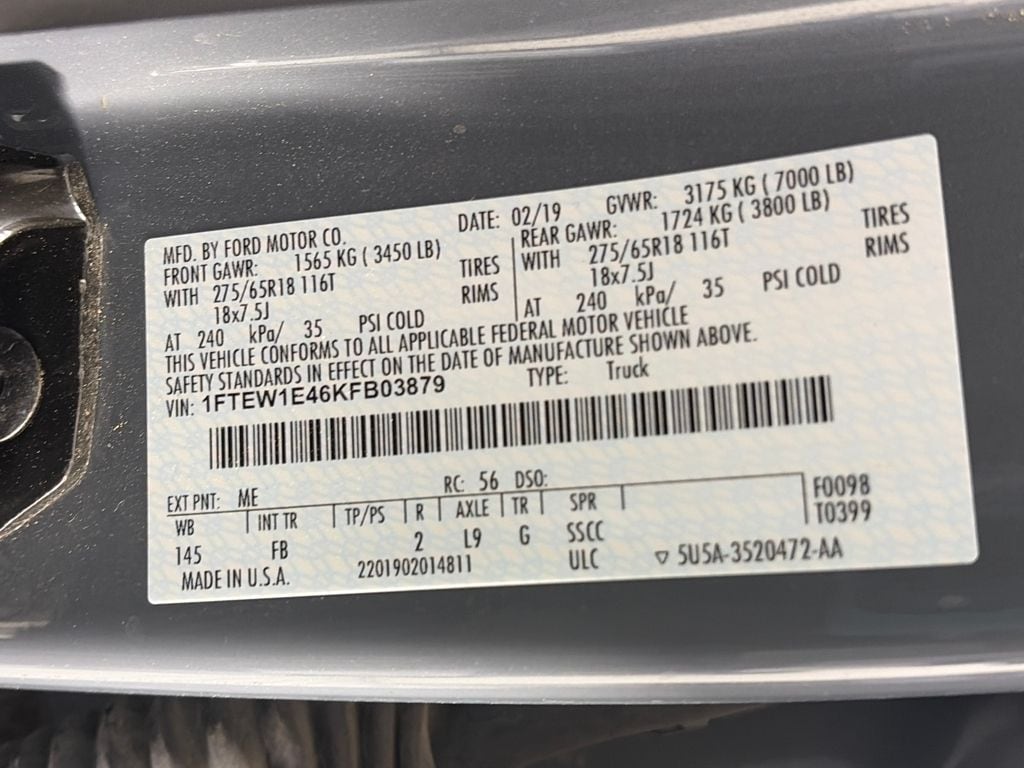 MFD. BY FORD MOTOR CO. DATE: 02/19 GVWR: 3175 KG ( 7000 LB)
FRONT GAWR: 1565 KG ( 3450 LB) REAR GAWR: 1724 KG ( 3800 LB)
WITH 275/65R18 116T TIRES WITH 275/65R18 116T TIRES
18x7.5J RIMS 18x7.5J RIMS
AT 240 kPa/ 35 PSI COLD AT 240 kPa/ 35 PSI COLD
THIS VEHICLE CONFORMS TO ALL APPLICABLE FEDERAL MOTOR VEHICLE
SAFETY STANDARDS IN EFFECT ON THE DATE OF MANUFACTURE SHOWN ABOVE.
VIN: 1FTEW1E46KFB03879 TYPE: Truck
EXT PNT: ME RC: 56 DSO: F0098
WB INT TR TP/PS R AXLE TR SPR T0399
145 FB 2 L9 G SSCC
MADE IN U.S.A. 2201902014811 ULC ▽ 5U5A-3520472-AA